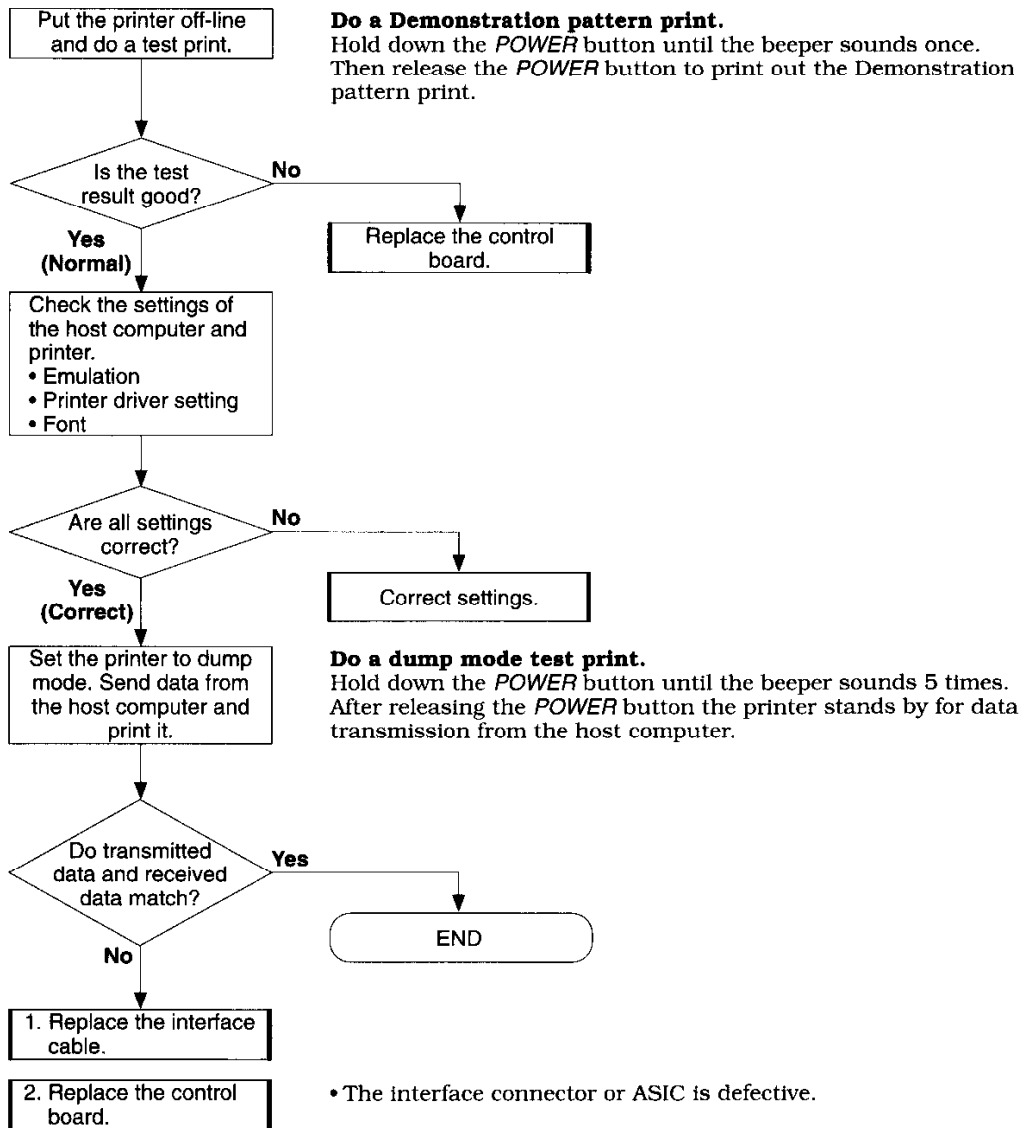 Put the printer off-line
and do a test print.
Do a Demonstration pattern print.
Hold down the POWER button until the beeper sounds once.
Then release the POWER button to print out the Demonstration
pattern print.
Is the test
result good?
No
Replace the control
board.
Yes
(Normal)
Check the settings of
the host computer and
printer.
• Emulation
• Printer driver setting
• Font
Are all settings
correct?
No
Correct settings.
Yes
(Correct)
Set the printer to dump
mode. Send data from
the host computer and
print it.
Do a dump mode test print.
Hold down the POWER button until the beeper sounds 5 times.
After releasing the POWER button the printer stands by for data
transmission from the host computer.
Do transmitted
data and received
data match?
Yes
END
No
1. Replace the interface
cable.
2. Replace the control
board.
• The interface connector or ASIC is defective.